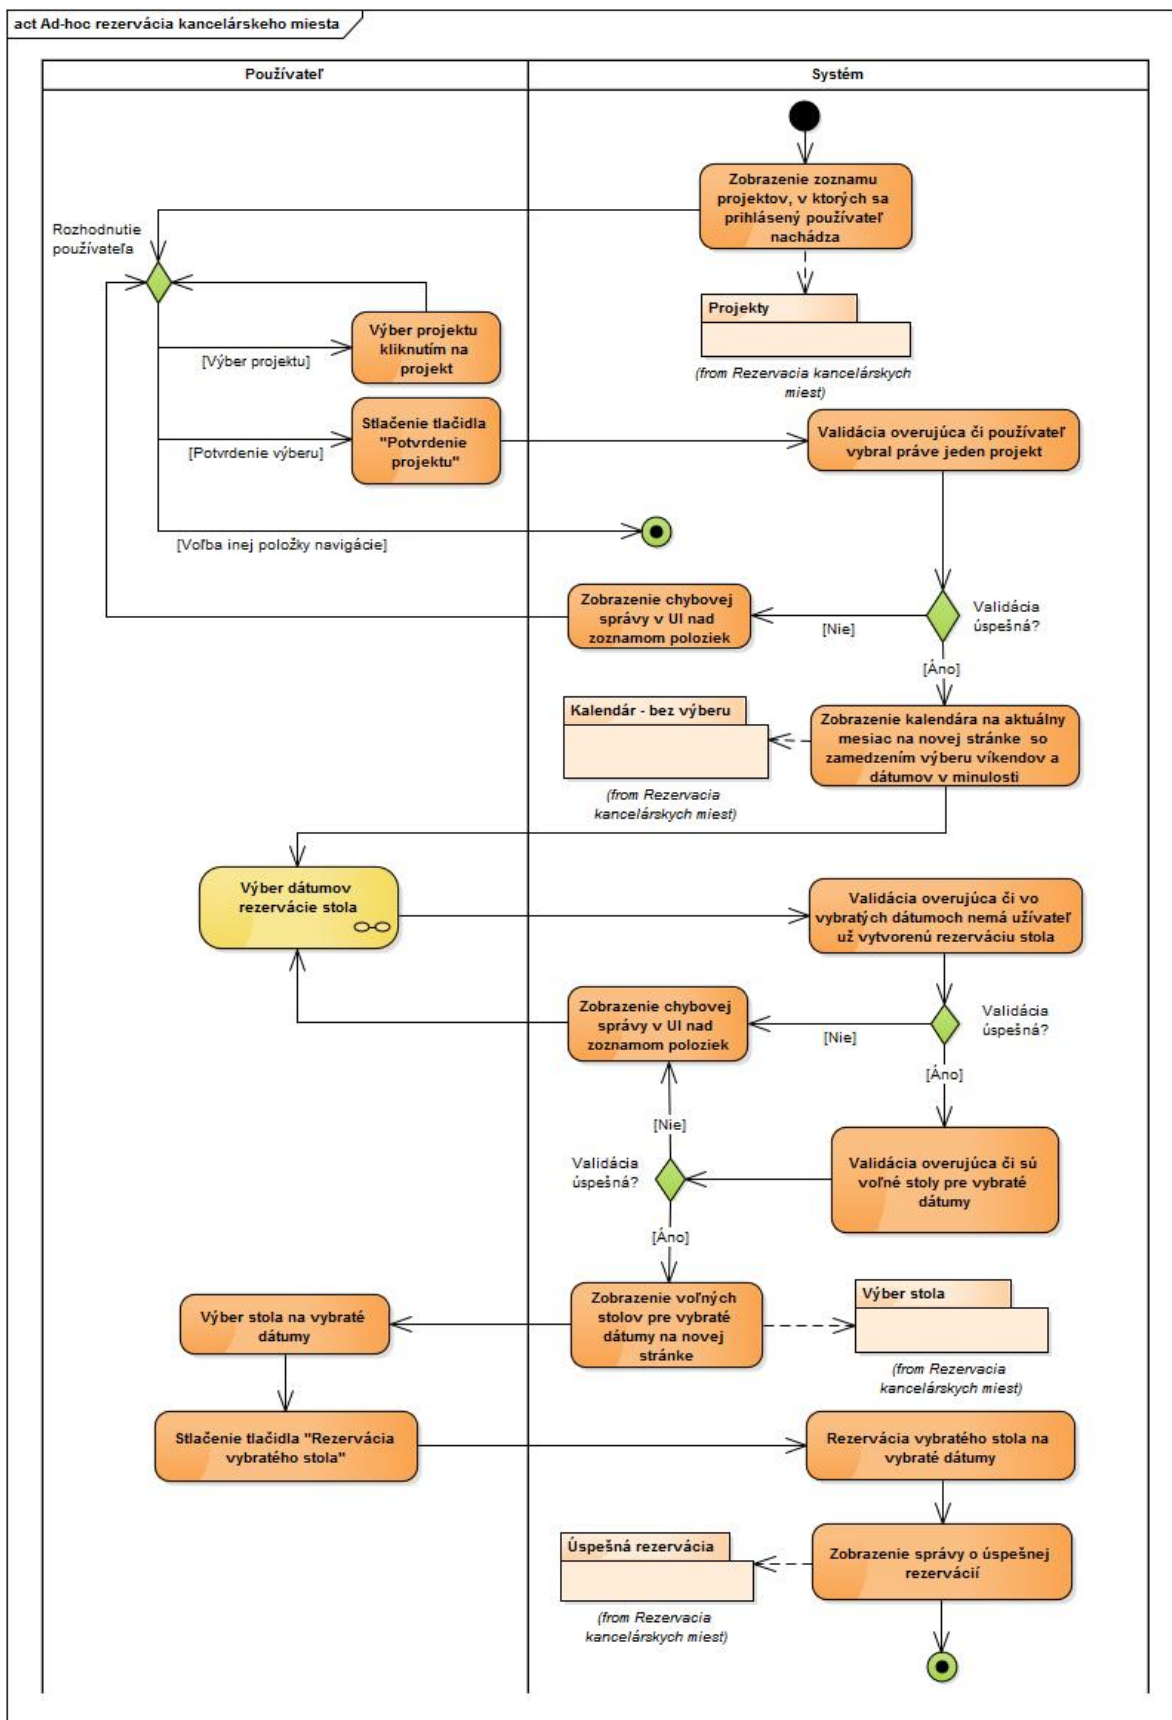 act Ad-hoc rezervácia kancelárskeho miesta
Používateľ
Systém
Zobrazenie zoznamu
projektov, v ktorých sa
prihlásený používateľ
nachádza
Rozhodnutie
používateľa
Projekty
(from Rezervacia kancelárskych
miest)
Výber projektu
kliknutím na
projekt
[Výber projektu]
Stlačenie tlačidla
"Potvrdenie
projektu"
[Potvrdenie výberu]
Validácia overujúca či používateľ
vybral práve jeden projekt
[Voľba inej položky navigácie]
Zobrazenie chybovej
správy v UI nad
zoznamom poloziek
[Nie]
Validácia
úspešná?
[Áno]
Kalendár - bez výberu
(from Rezervacia
kancelárskych miest)
Zobrazenie kalendára na aktuálny
mesiac na novej stránke so
zamedzením výberu víkendov a
dátumov v minulosti
Výber dátumov
rezervácie stola
Validácia overujúca či vo
vybratých dátumoch nemá užívateľ
už vytvorenú rezerváciu stola
Zobrazenie chybovej
správy v UI nad
zoznamom poloziek
[Nie]
Validácia
úspešná?
[Áno]
[Nie]
Validácia
úspešná?
Validácia overujúca či sú
voľné stoly pre vybraté
dátumy
[Áno]
Výber stola na vybraté
dátumy
Zobrazenie voľných
stolov pre vybraté
dátumy na novej
stránke
Výber stola
(from Rezervacia
kancelárskych miest)
Stlačenie tlačidla "Rezervácia
vybratého stola"
Rezervácia vybratého stola na
vybraté dátumy
Úspešná rezervácia
(from Rezervacia
kancelárskych miest)
Zobrazenie správy o úspešnej
rezervácií